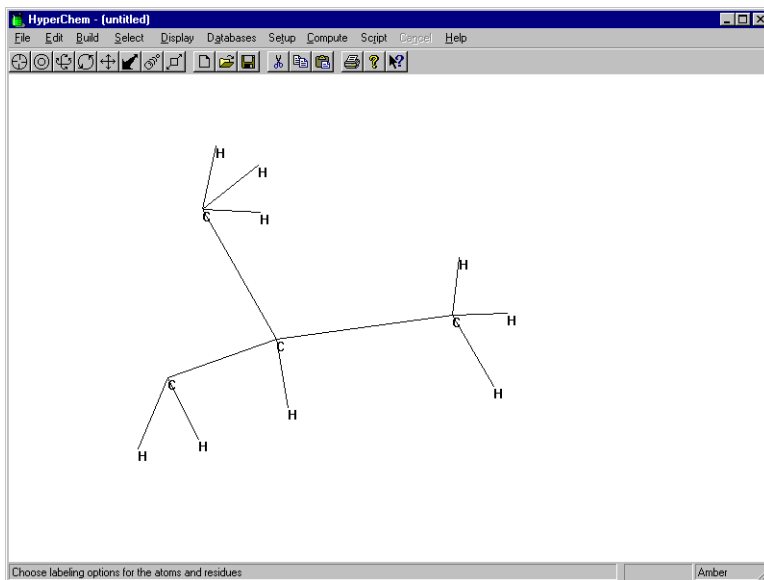 HyperChem - (untitled)
File Edit Build Select Display Databases Setup Compute Script Cancel Help
H
H
C
H
H
C
H
C
C
H
H
H
H
Choose labeling options for the atoms and residues
Amber